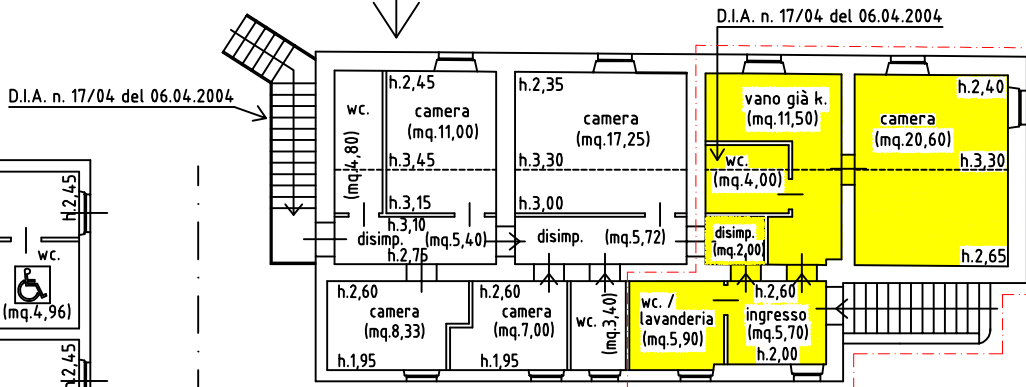 D.I.A. n. 17/04 del 06.04.2004
D.I.A. n. 17/04 del 06.04.2004
h.2,45
wc.
(mq.4,80)
camera
(mq.11,00)
h.3,45
h.3,15
h.2,35
camera
(mq.17,25)
h.3,30
h.3,00
vano già k.
(mq.11,50)
wc.
(mq.4,00)
h.2,40
camera
(mq.20,60)
h.3,30
h.2,65
h.3,10
disimp. (mq.5,40)
h.2,75
disimp. (mq.5,72)
disimp.
(mq.2,00)
h.2,60
camera
(mq.8,33)
h.1,95
h.2,60
camera
(mq.7,00)
h.1,95
wc.
(mq.3,40)
wc. /
lavanderia
(mq.5,90)
h.2,60
ingresso
(mq.5,70)
h.2,00
h.2,45
wc.
(mq.4,96)
h.2,45